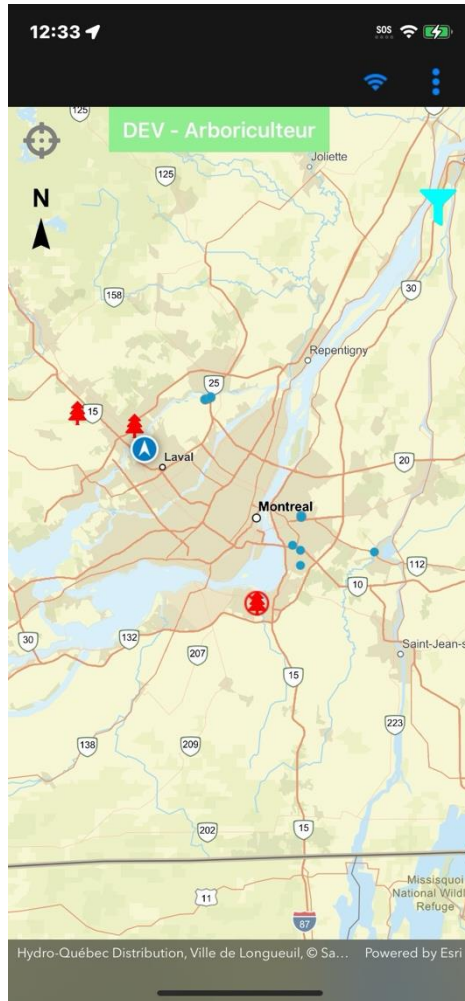 12:33
SOS
DEV - Arboriculteur
125
Joliette
N
125
30
158
Repentigny
25
15
Laval
20
Montreal
112
10
30
132
Saint-Jean-s
207
15
223
138
209
202
15
Missisquoi
National Wildl
Refuge
11
87
Hydro-Québec Distribution, Ville de Longueuil, © Sa... Powered by Esri